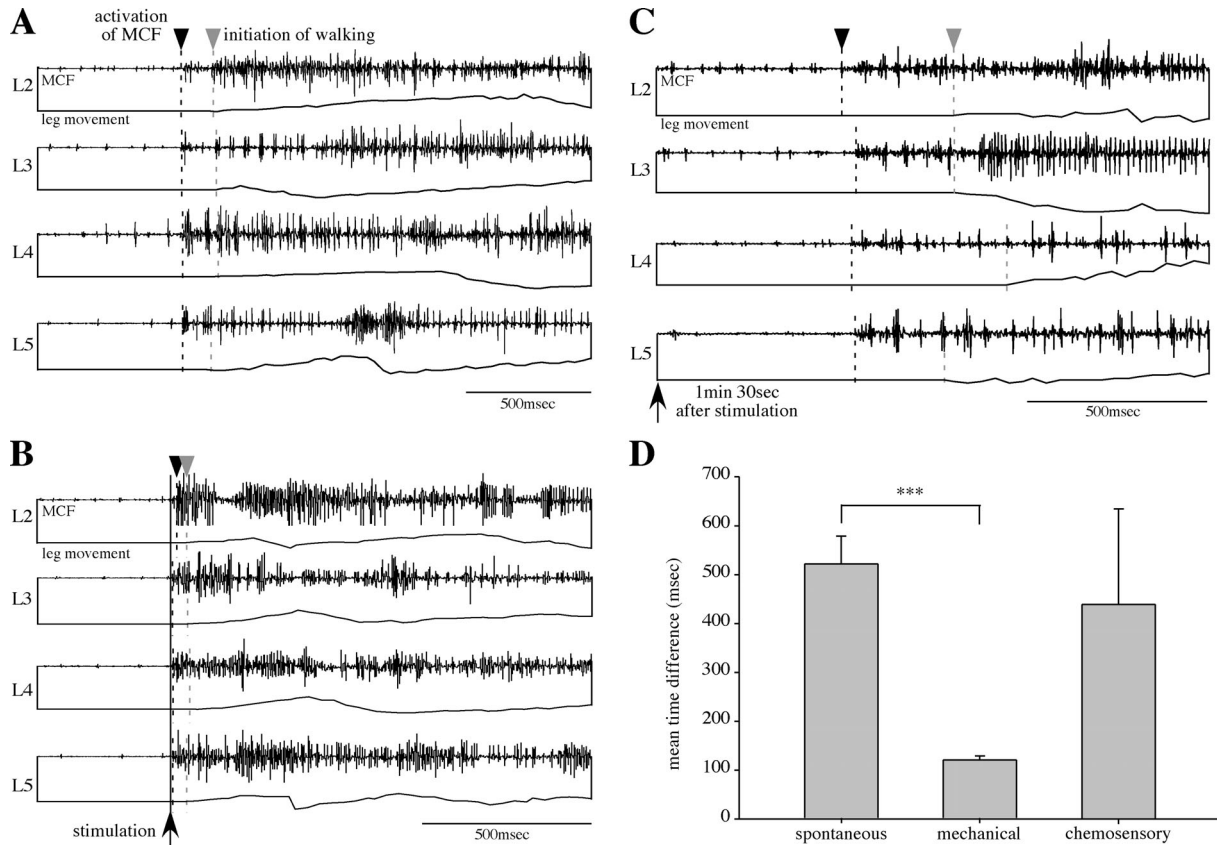 A
activation
of MCF
initiation of walking
L2
MCF
leg movement
L3
L4
L5
500msec
B
L2
MCF
leg movement
L3
L4
L5
stimulation
500msec
C
L2
MCF
leg movement
L3
L4
L5
1min 30sec
after stimulation
500msec
D
mean time difference (msec)
700
600
500
400
300
200
100
0
***
spontaneous
mechanical
chemosensory